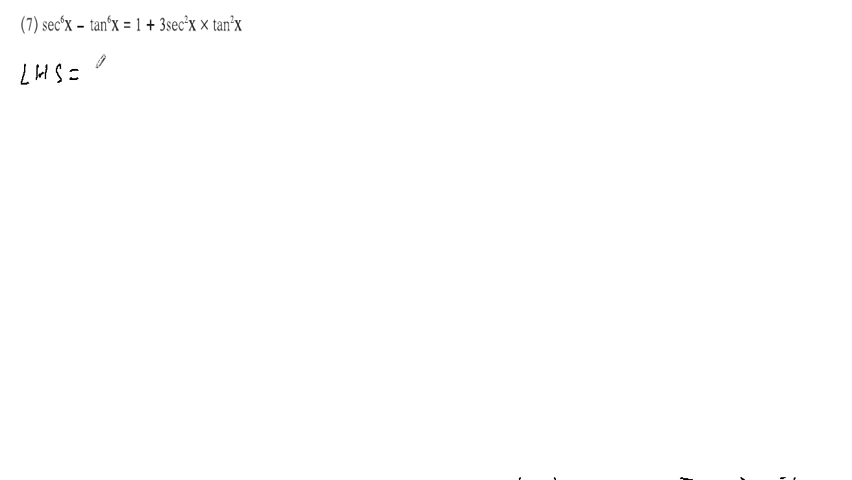 (7) sec⁶x – tan⁶x = 1 + 3sec²x × tan²x
LHS =